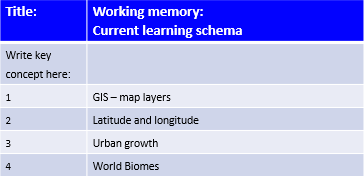 Title: Working memory:
Current learning schema
Write key
concept here:
1 GIS – map layers
2 Latitude and longitude
3 Urban growth
4 World Biomes